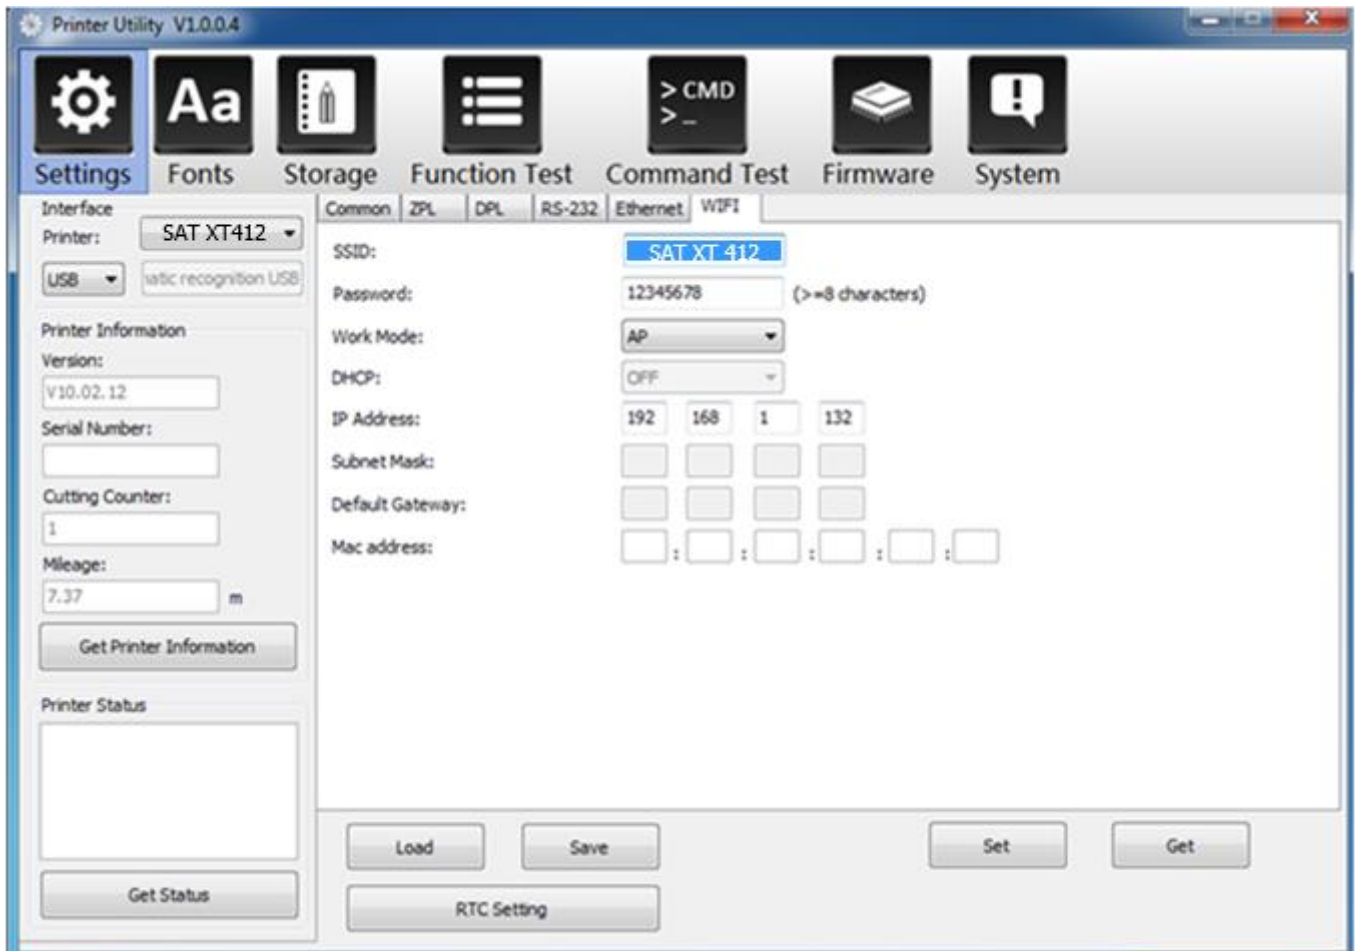 Printer Utility V1.0.0.4
> CMD
> _
Aa
Settings Fonts Storage Function Test Command Test Firmware System
Interface
Printer: SAT XT412
USB atic recognition USB
Printer Information
Version:
V10.02.12
Serial Number:
Cutting Counter:
1
Mileage:
7.37 m
Get Printer Information
Printer Status
Get Status
Common ZPL DPL RS-232 Ethernet WIFI
SSID: SAT XT 412
Password: 12345678 (>=8 characters)
Work Mode: AP
DHCP: OFF
IP Address: 192 168 1 132
Subnet Mask:
Default Gateway:
Mac address: : : : : :
Load Save Set Get
RTC Setting